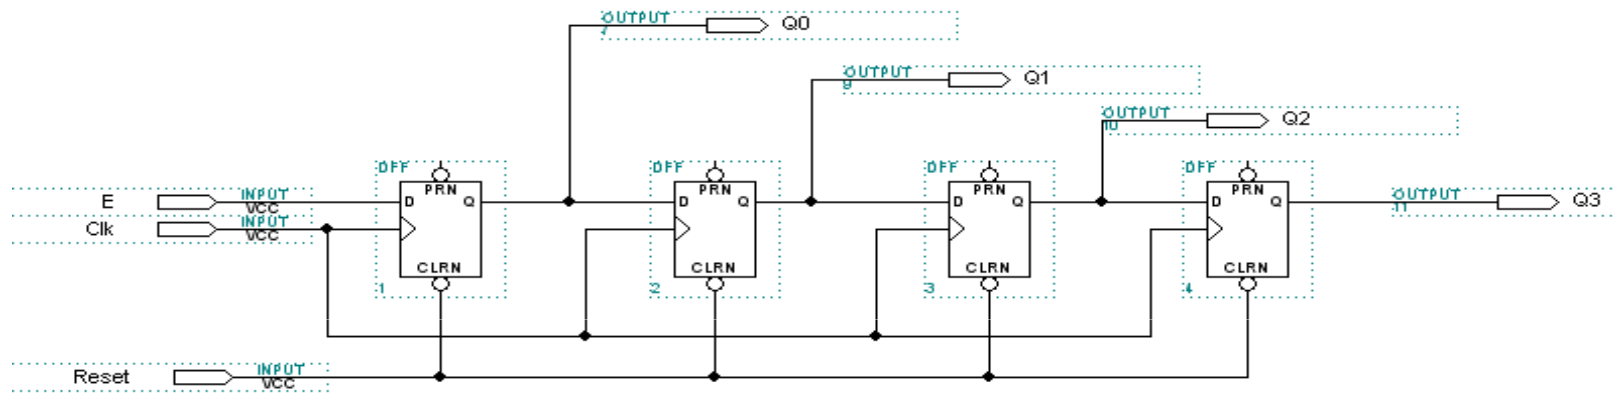 OUTPUT
7
Q0
OUTPUT
9
Q1
OUTPUT
10
Q2
DFF
DFF
DFF
DFF
PRN
PRN
PRN
PRN
E
INPUT
VCC
D Q
D Q
D Q
D Q
OUTPUT
11
Q3
Clk
INPUT
VCC
CLRN
CLRN
CLRN
CLRN
1
2
3
4
Reset
INPUT
VCC